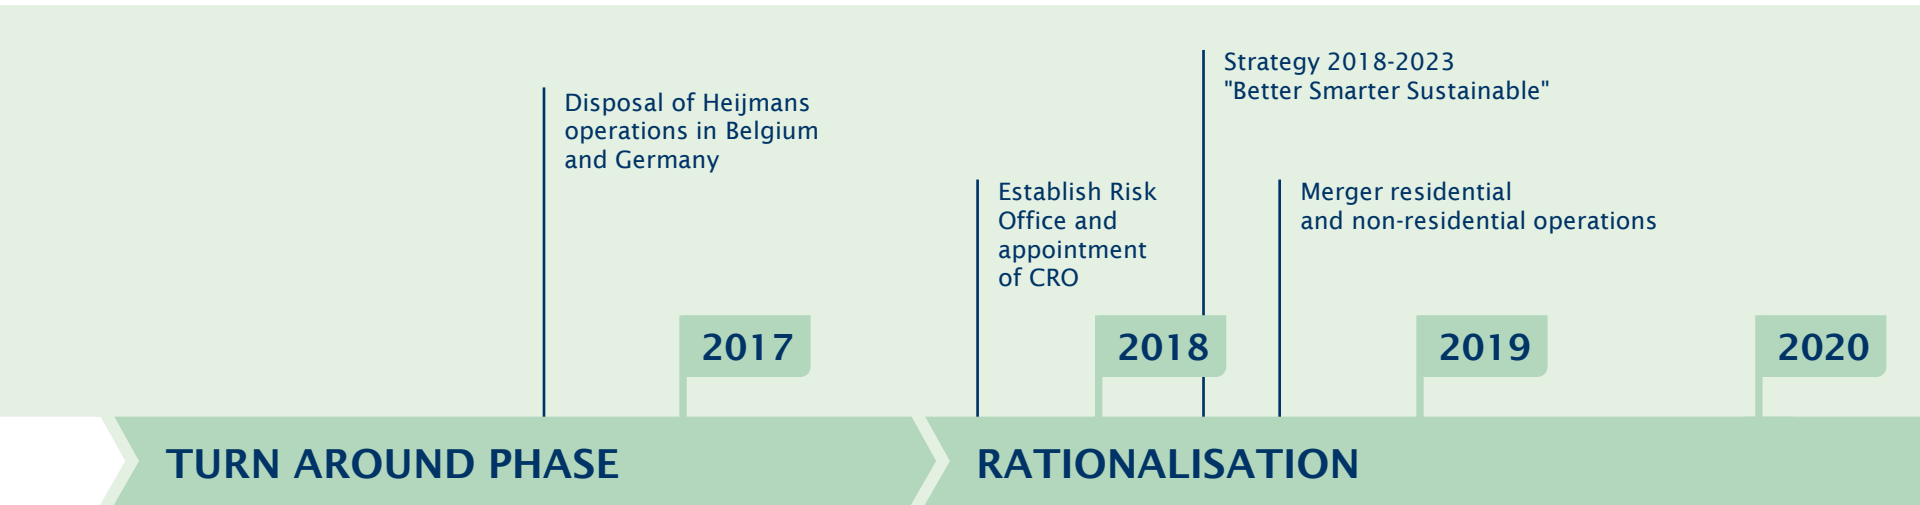 Strategy 2018-2023
"Better Smarter Sustainable"
Disposal of Heijmans
operations in Belgium
and Germany
Establish Risk
Office and
appointment
of CRO
Merger residential
and non-residential operations
2017
2018
2019
2020
TURN AROUND PHASE
RATIONALISATION